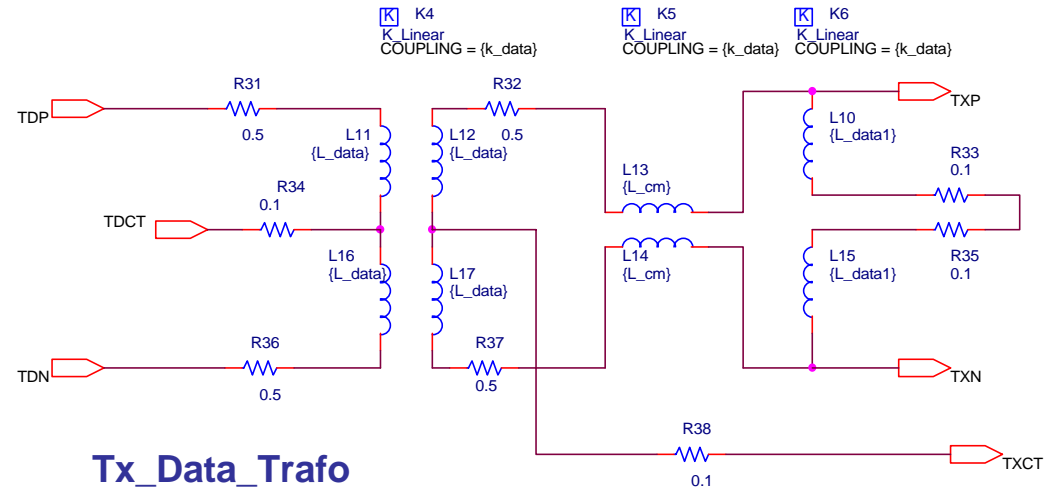 K K4
K_Linear
COUPLING = {k_data}
K K5
K_Linear
COUPLING = {k_data}
K K6
K_Linear
COUPLING = {k_data}
R31
0.5
TDP
L11
{L_data}
L12
{L_data}
R32
0.5
L13
{L_cm}
L10
{L_data1}
TXP
R33
0.1
R34
0.1
TDCT
L16
{L_data}
L17
{L_data}
L14
{L_cm}
L15
{L_data1}
R35
0.1
R36
0.5
TDN
R37
0.5
TXN
R38
0.1
TXCT
Tx_Data_Trafo